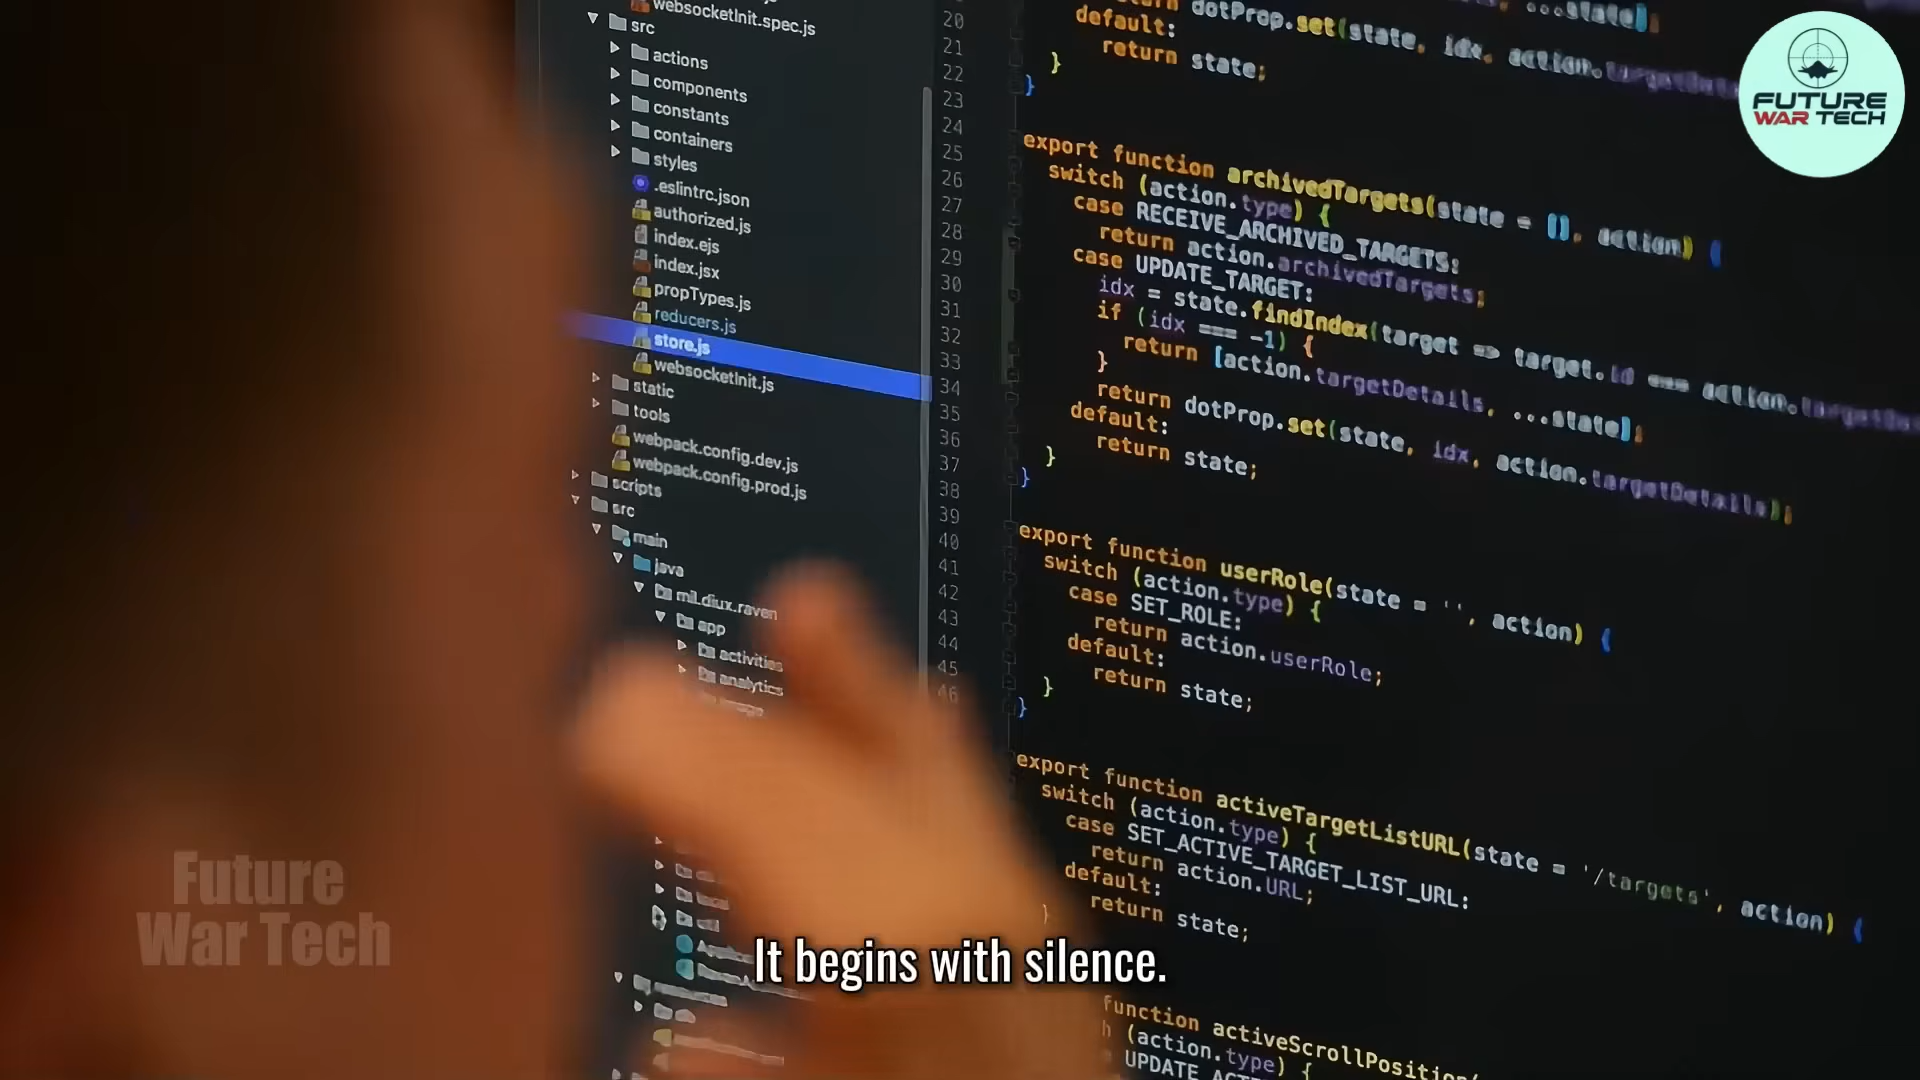 websocketInit.spec.js
src
actions
components
constants
containers
styles
.eslintrc.json
authorized.js
index.ejs
index.jsx
propTypes.js
reducers.js
store.js
websocketInit.js
static
tools
webpack.config.dev.js
webpack.config.prod.js
scripts
src
main
java
mil.diux.raven
app
activities
analytics
20
21
22
23
24
25
26
27
28
29
30
31
32
33
34
35
36
37
38
39
40
41
42
43
44
45
46
dotProp.set(state, idx, action.
default:
return state;
}
}
export function archivedTargets(state = [], action) {
switch (action.type) {
case RECEIVE_ARCHIVED_TARGETS:
return action.archivedTargets;
case UPDATE_TARGET:
idx = state.findIndex(target => target.id === action.
if (idx === -1) {
return [action.targetDetails, ...state];
}
return dotProp.set(state, idx, action.targetDetails);
default:
return state;
}
}
export function userRole(state = '', action) {
switch (action.type) {
case SET_ROLE:
return action.userRole;
default:
return state;
}
}
export function activeTargetListURL(state = '/targets', action) {
switch (action.type) {
case SET_ACTIVE_TARGET_LIST_URL:
return action.URL;
default:
return state;
}
function activeScrollPosition(
(action.type) {
FUTURE
WAR TECH
Future
War Tech
It begins with silence.